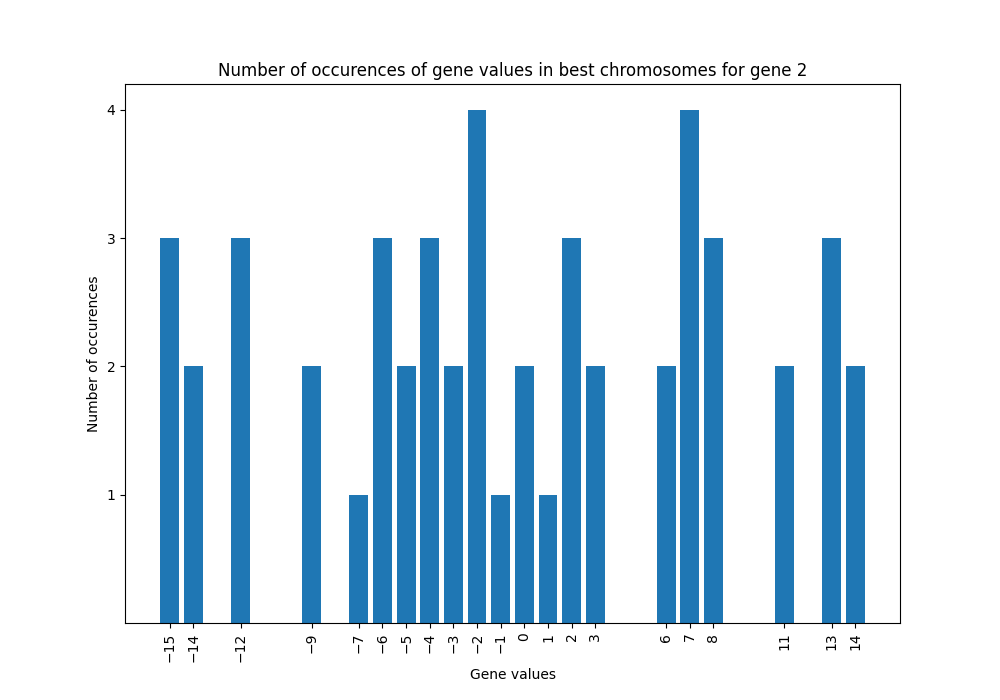 Number of occurences of gene values in best chromosomes for gene 2
Number of occurences
4
3
2
1
−15 −14 −12 −9 −7 −6 −5 −4 −3 −2 −1 0 1 2 3 6 7 8 11 13 14
Gene values